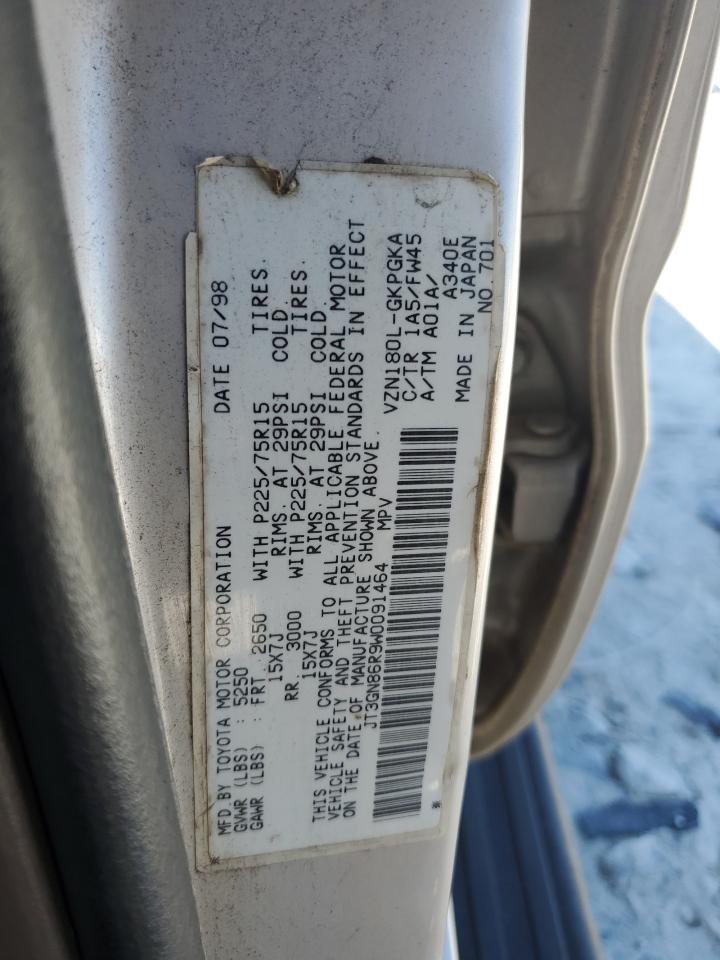 MFD. BY TOYOTA MOTOR CORPORATION DATE 07/98
GVWR (LBS) : 5250
GAWR (LBS) : FRT. 2650 WITH P225/75R15 TIRES.
15X7J RIMS. AT 29PSI COLD.
RR. 3000 WITH P225/75R15 TIRES.
15X7J RIMS. AT 29PSI COLD.
THIS VEHICLE CONFORMS TO ALL APPLICABLE FEDERAL MOTOR
VEHICLE SAFETY AND THEFT PREVENTION STANDARDS IN EFFECT
ON THE DATE OF MANUFACTURE SHOWN ABOVE.
JT3GN86R9W0091464 MPV
VZN180L-GKPGKA
C/TR 1A5/FW45
A/TM A01A/
A340E
MADE IN JAPAN
NO. 701